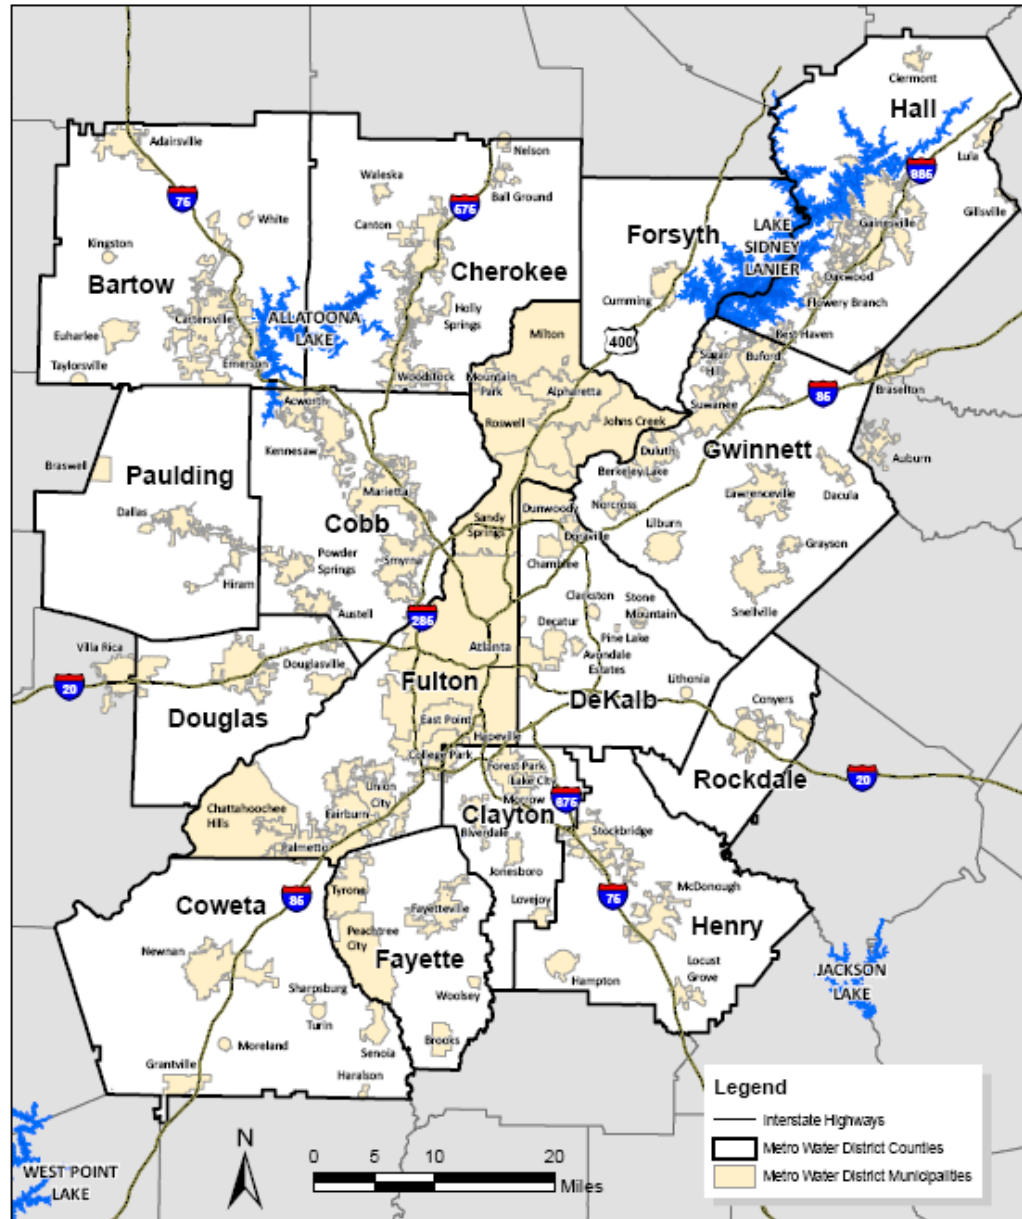 Clermont
Hall
Adairsville
Nelson
Lula
Waleska
Ball Ground
985
75
575
White
Canton
Gillsville
Kingston
Forsyth
LAKE
SIDNEY
LANIER
Gainesville
Bartow
Cherokee
Oakwood
Cumming
Flowery Branch
Holly
Springs
Cartersville
ALLATOONA
LAKE
Rest Haven
Milton
Euharlee
400
Sugar
Hill
Buford
Taylorsville
Emerson
Woodstock
Mountain
Park
Alpharetta
85
Braselton
Acworth
Suwanee
Roswell
Johns Creek
Kennesaw
Duluth
Gwinnett
Auburn
Braswell
Paulding
Berkeley Lake
Marietta
Lawrenceville
Dacula
Dallas
Cobb
Norcross
Sandy
Springs
Dunwoody
Lilburn
Doraville
Grayson
Powder
Springs
Smyrna
Chamblee
Hiram
Clarkston
Stone
Mountain
Snellville
Austell
285
Decatur
Pine Lake
Villa Rica
Atlanta
Avondale
Estates
Douglasville
20
Fulton
Lithonia
Conyers
DeKalb
Douglas
East Point
Hapeville
College Park
Forest Park
Rockdale
20
Union
City
Lake City
Chattahoochee
Hills
Morrow
675
Fairburn
Clayton
Riverdale
Stockbridge
Palmetto
Jonesboro
Tyrone
McDonough
85
75
Coweta
Lovejoy
Fayetteville
Henry
Newnan
Peachtree
City
Fayette
Locust
Grove
JACKSON
LAKE
Hampton
Sharpsburg
Woolsey
Turin
Moreland
Brooks
Senoia
Grantville
Haralson
Legend
Interstate Highways
Metro Water District Counties
Metro Water District Municipalities
N
0 5 10 20
Miles
WEST POINT
LAKE